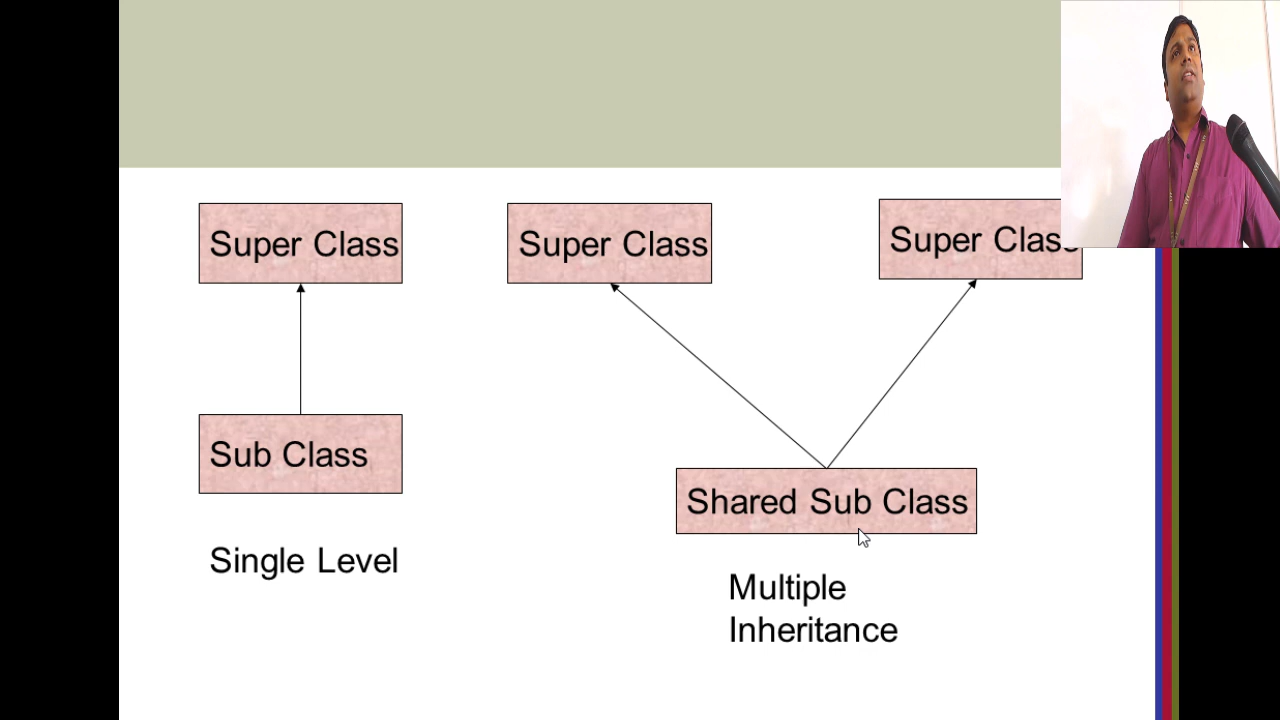 Super Class
Super Class
Super Class
Sub Class
Shared Sub Class
Single Level
Multiple
Inheritance